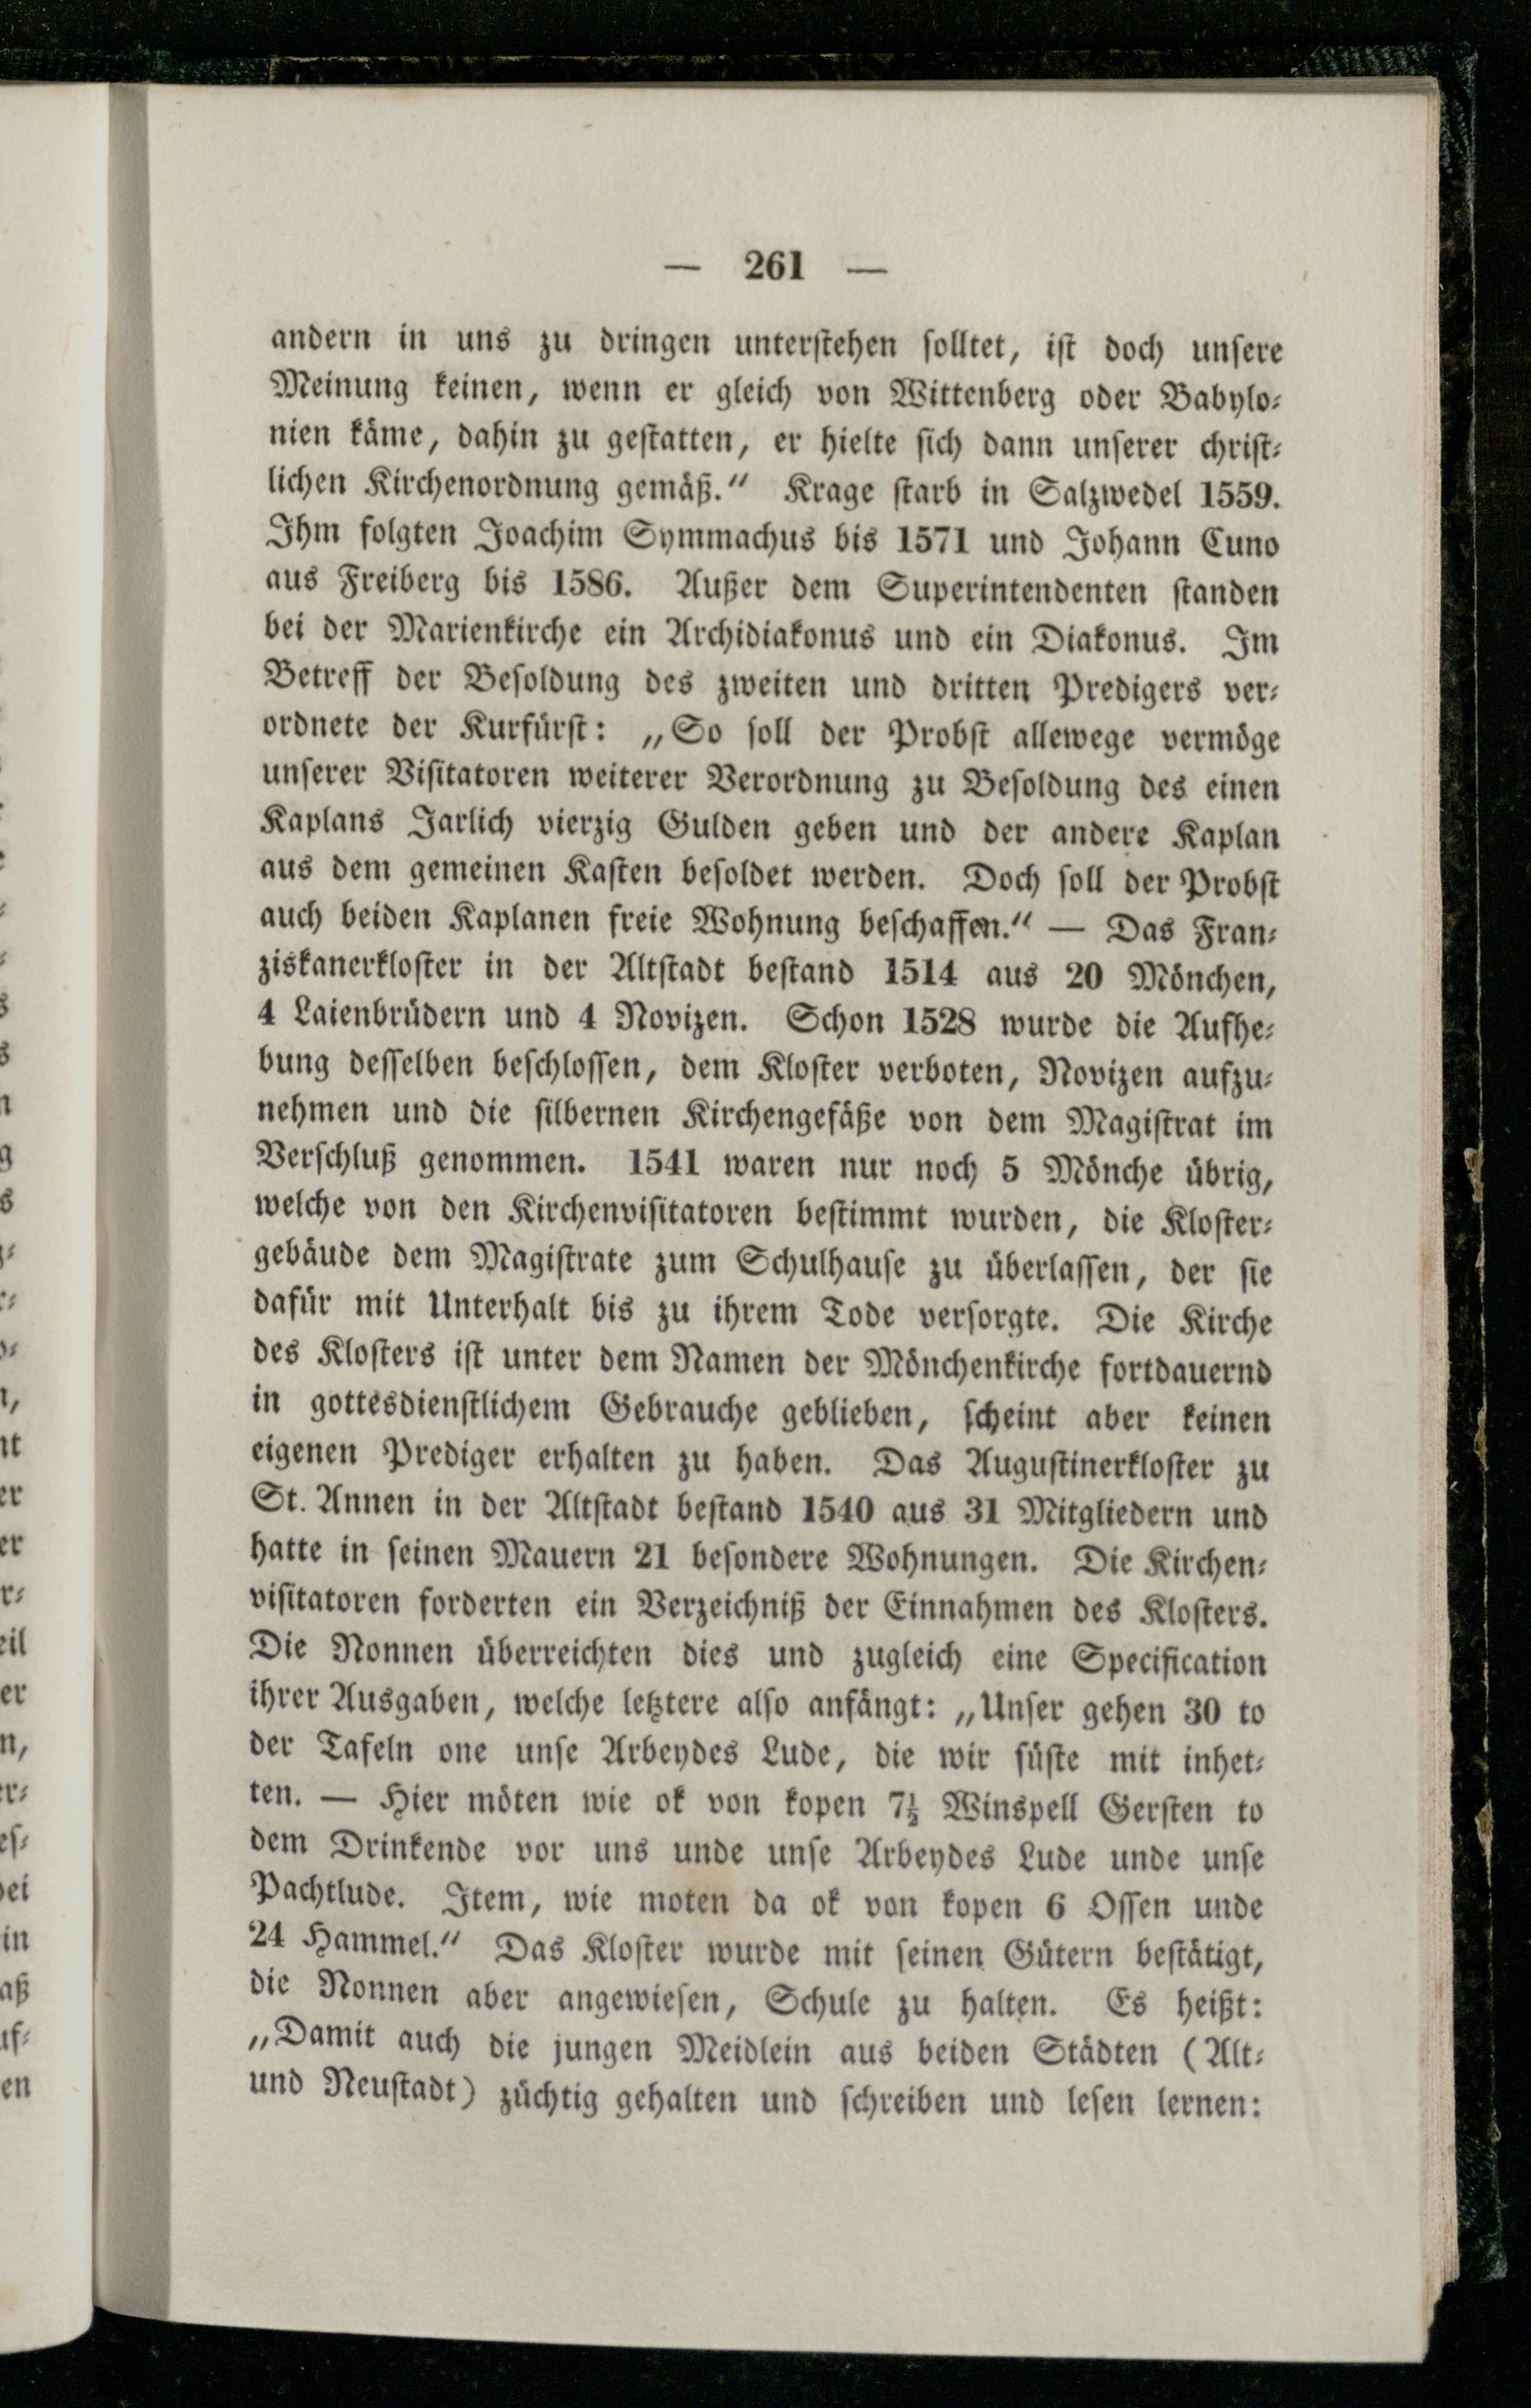 — 261 —
andern in uns zu dringen unterstehen solltet, ist doch unsere
Meinung keinen, wenn er gleich von Wittenberg oder Babylo-
nien käme, dahin zu gestatten, er hielte sich dann unserer christ-
lichen Kirchenordnung gemäß.“ Krage starb in Salzwedel 1559.
Ihm folgten Joachim Symmachus bis 1571 und Johann Cuno
aus Freiberg bis 1586. Außer dem Superintendenten standen
bei der Marienkirche ein Archidiakonus und ein Diakonus. Im
Betreff der Besoldung des zweiten und dritten Predigers ver-
ordnete der Kurfürst: „So soll der Probst allewege vermöge
unserer Visitatoren weiterer Verordnung zu Besoldung des einen
Kaplans Jarlich vierzig Gulden geben und der andere Kaplan
aus dem gemeinen Kasten besoldet werden. Doch soll der Probst
auch beiden Kaplanen freie Wohnung beschaffen.“ — Das Fran-
ziskanerkloster in der Altstadt bestand 1514 aus 20 Mönchen,
4 Laienbrüdern und 4 Novizen. Schon 1528 wurde die Aufhe-
bung desselben beschlossen, dem Kloster verboten, Novizen aufzu-
nehmen und die silbernen Kirchengefäße von dem Magistrat im
Verschluß genommen. 1541 waren nur noch 5 Mönche übrig,
welche von den Kirchenvisitatoren bestimmt wurden, die Kloster-
gebäude dem Magistrate zum Schulhause zu überlassen, der sie
dafür mit Unterhalt bis zu ihrem Tode versorgte. Die Kirche
des Klosters ist unter dem Namen der Mönchenkirche fortdauernd
in gottesdienstlichem Gebrauche geblieben, scheint aber keinen
eigenen Prediger erhalten zu haben. Das Augustinerkloster zu
St. Annen in der Altstadt bestand 1540 aus 31 Mitgliedern und
hatte in seinen Mauern 21 besondere Wohnungen. Die Kirchen-
visitatoren forderten ein Verzeichniß der Einnahmen des Klosters.
Die Nonnen überreichten dies und zugleich eine Specification
ihrer Ausgaben, welche letztere also anfängt: „Unser gehen 30 to
der Tafeln one unse Arbeydes Lude, die wir süste mit inhet-
ten. — Hier möten wie ok von kopen 7½ Winspell Gersten to
dem Drinkende vor uns unde unse Arbeydes Lude unde unse
Pachtlude. Item, wie moten da ok von kopen 6 Ossen unde
24 Hammel.“ Das Kloster wurde mit seinen Gütern bestätigt,
die Nonnen aber angewiesen, Schule zu halten. Es heißt:
„Damit auch die jungen Meidlein aus beiden Städten (Alt-
und Neustadt) züchtig gehalten und schreiben und lesen lernen: